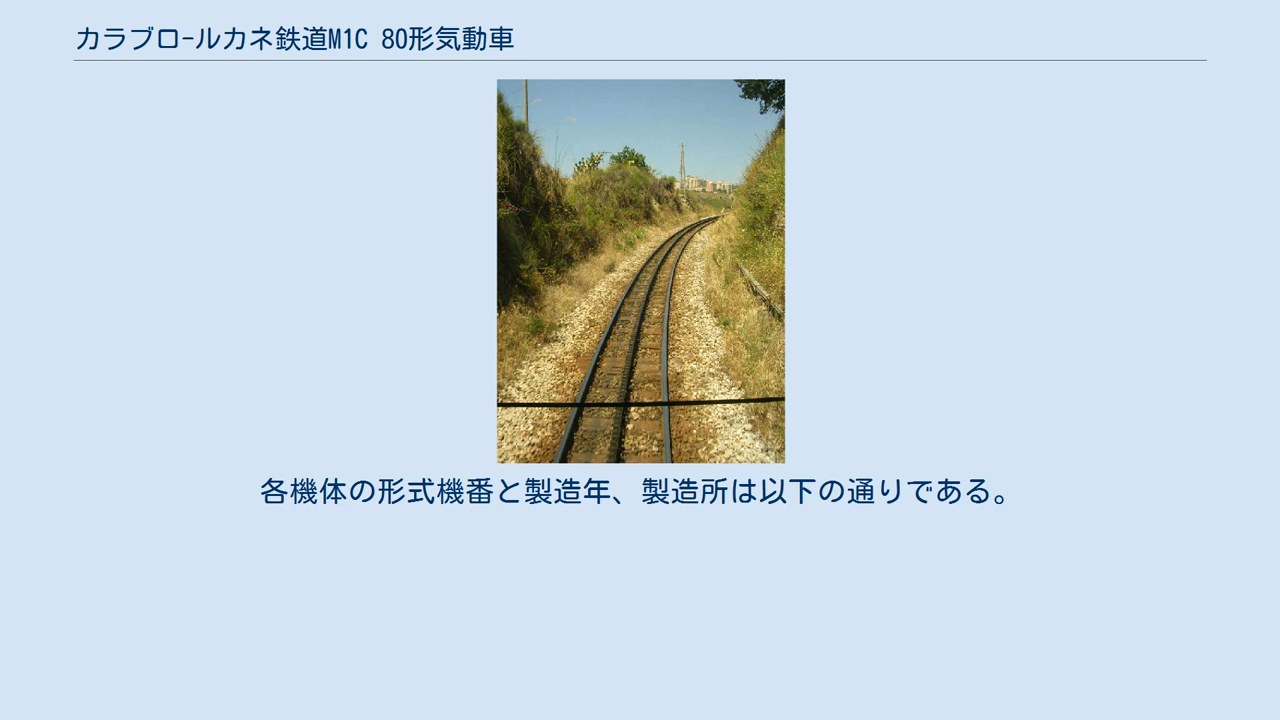 カラブロ-ルカネ鉄道M1C 80形気動車
各機体の形式機番と製造年、製造所は以下の通りである。